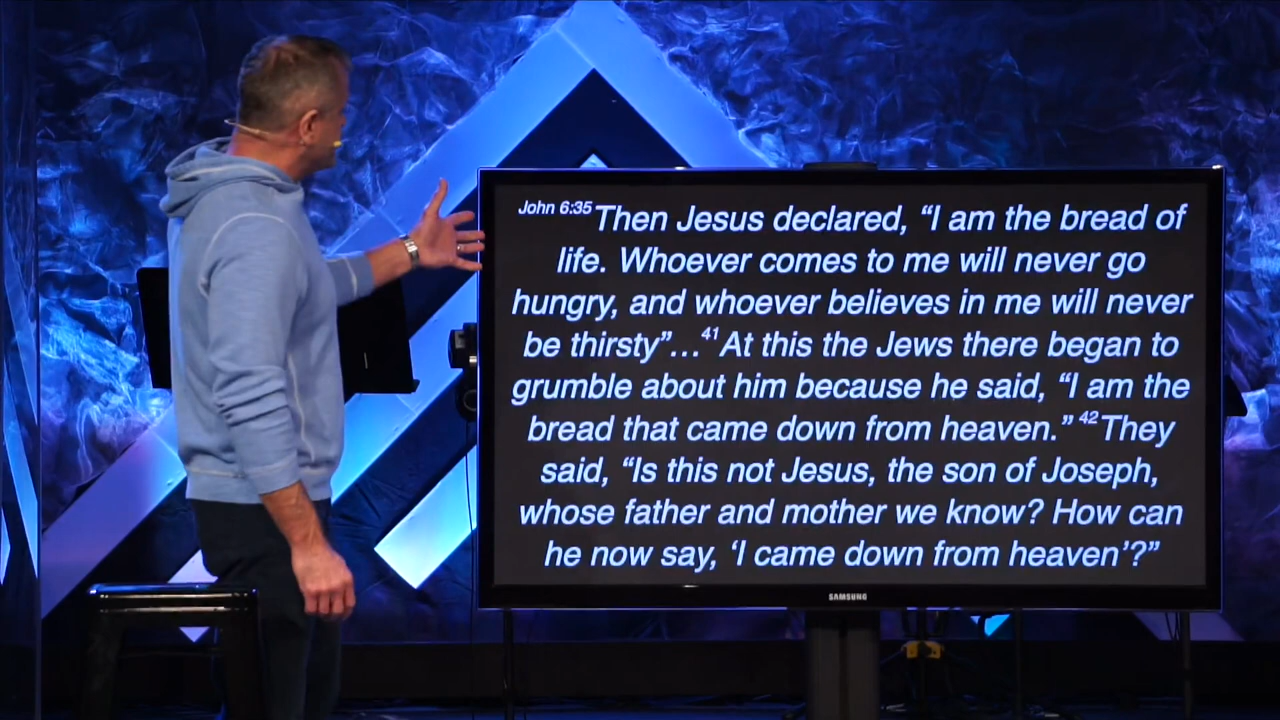 John 6:35 Then Jesus declared, “I am the bread of
life. Whoever comes to me will never go
hungry, and whoever believes in me will never
be thirsty”…41 At this the Jews there began to
grumble about him because he said, “I am the
bread that came down from heaven.” 42 They
said, “Is this not Jesus, the son of Joseph,
whose father and mother we know? How can
he now say, ‘I came down from heaven’?”
SAMSUNG